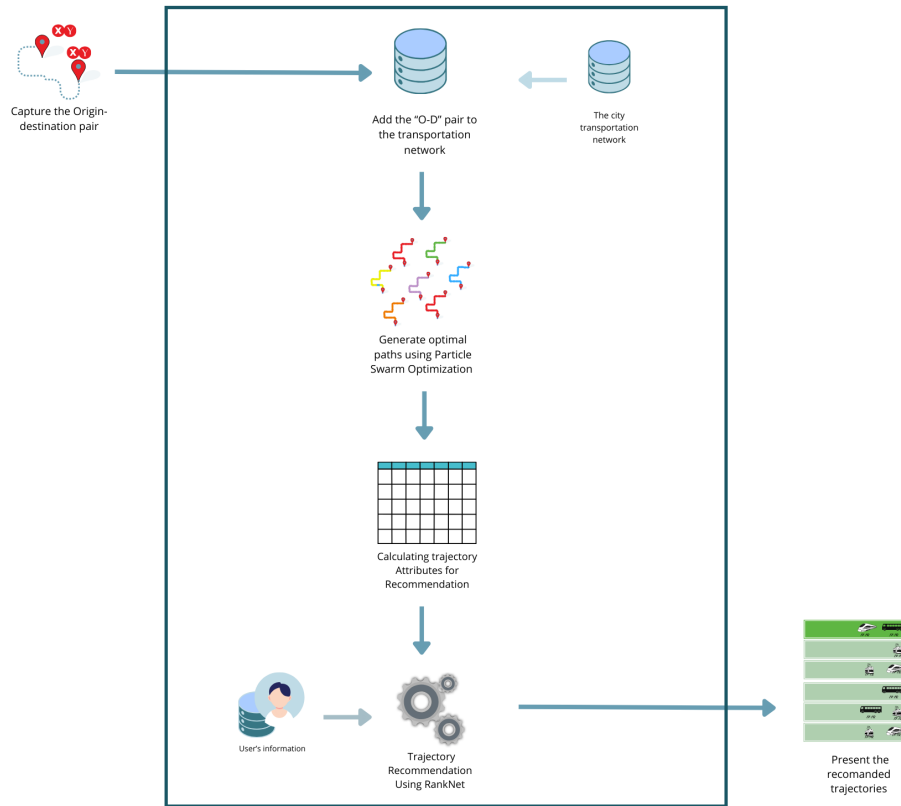 X Y
X Y
Capture the Origin-
destination pair
Add the “O-D” pair to
the transportation
network
The city
transportation
network
Generate optimal
paths using Particle
Swarm Optimization
Calculating trajectory
Attributes for
Recommendation
User's information
Trajectory
Recommendation
Using RankNet
Present the
recomanded
trajectories